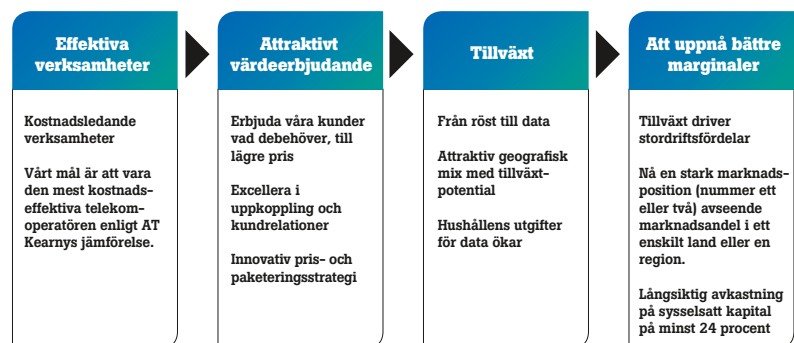 Effektiva
verksamheter
Kostnadsledande
verksamheter
Vårt mål är att vara
den mest kostnads-
effektiva telekom-
operatören enligt AT
Kearnys jämförelse.
Attraktivt
värdeerbjudande
Erbjuda våra kunder
vad debehöver, till
lägre pris
Excellera i
uppkoppling och
kundrelationer
Innovativ pris- och
paketeringsstrategi
Tillväxt
Från röst till data
Attraktiv geografisk
mix med tillväxt-
potential
Hushållens utgifter
för data ökar
Att uppnå bättre
marginaler
Tillväxt driver
stordriftsfördelar
Nå en stark marknads-
position (nummer ett
eller två) avseende
marknadsandel i ett
enskilt land eller en
region.
Långsiktig avkastning
på sysselsatt kapital
på minst 24 procent